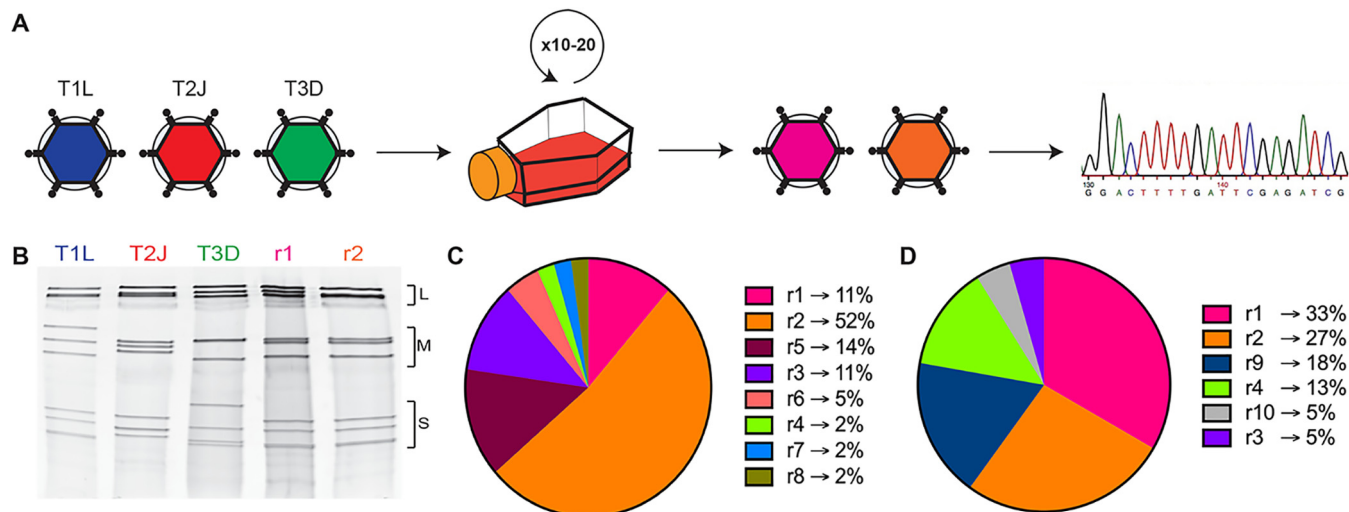 A
T1L T2J T3D
x10-20
130 140
G G A C T T T T G A T T C G A G A T C G
B
T1L T2J T3D r1 r2
L
M
S
C
r1 → 11%
r2 → 52%
r5 → 14%
r3 → 11%
r6 → 5%
r4 → 2%
r7 → 2%
r8 → 2%
D
r1 → 33%
r2 → 27%
r9 → 18%
r4 → 13%
r10 → 5%
r3 → 5%